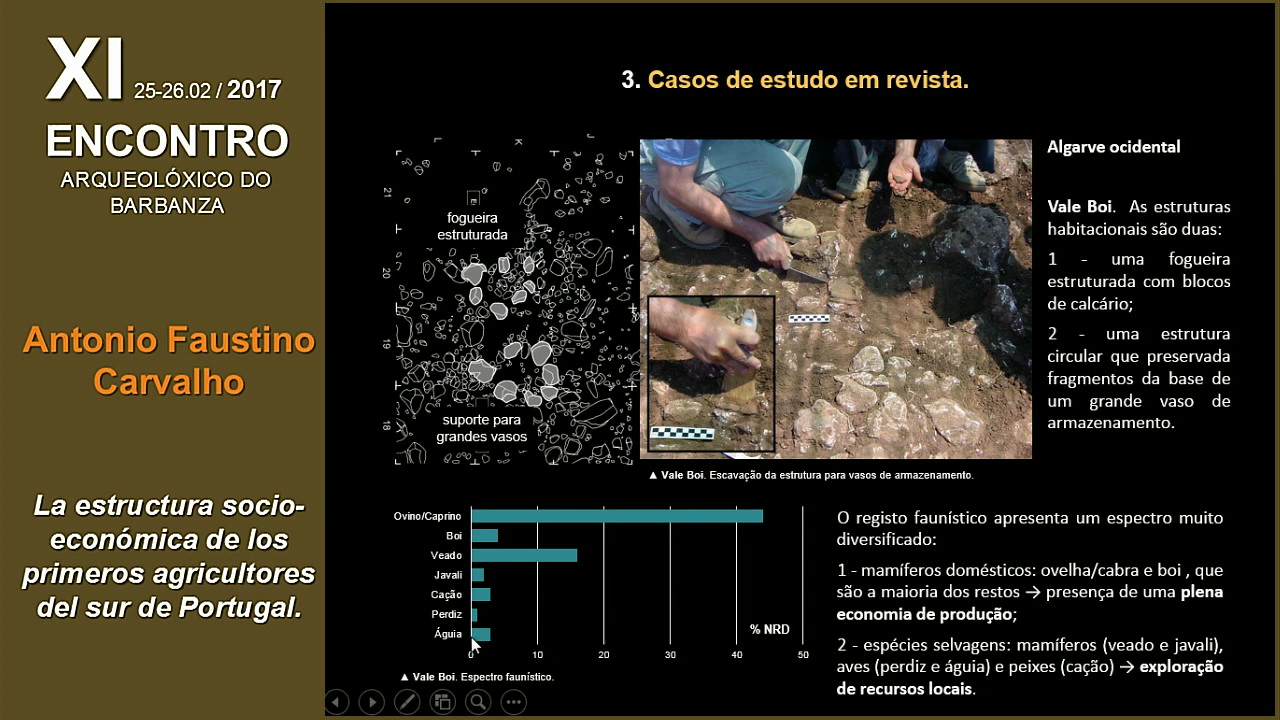 XI 25-26.02 / 2017
ENCONTRO
ARQUEOLÓXICO DO
BARBANZA
Antonio Faustino
Carvalho
La estructura socio-
económica de los
primeros agricultores
del sur de Portugal.
3. Casos de estudo em revista.
21
20
19
18
fogueira
estruturada
suporte para
grandes vasos
▲ Vale Boi. Escavação da estrutura para vasos de armazenamento.
Algarve ocidental
Vale Boi. As estruturas
habitacionais são duas:
1 - uma fogueira
estruturada com blocos
de calcário;
2 - uma estrutura
circular que preservada
fragmentos da base de
um grande vaso de
armazenamento.
Ovino/Caprino
Boi
Veado
Javali
Cação
Perdiz
Águia
% NRD
0 10 20 30 40 50
▲ Vale Boi. Espectro faunístico.
O registo faunístico apresenta um espectro muito
diversificado:
1 - mamíferos domésticos: ovelha/cabra e boi , que
são a maioria dos restos → presença de uma plena
economia de produção;
2 - espécies selvagens: mamíferos (veado e javali),
aves (perdiz e águia) e peixes (cação) → exploração
de recursos locais.